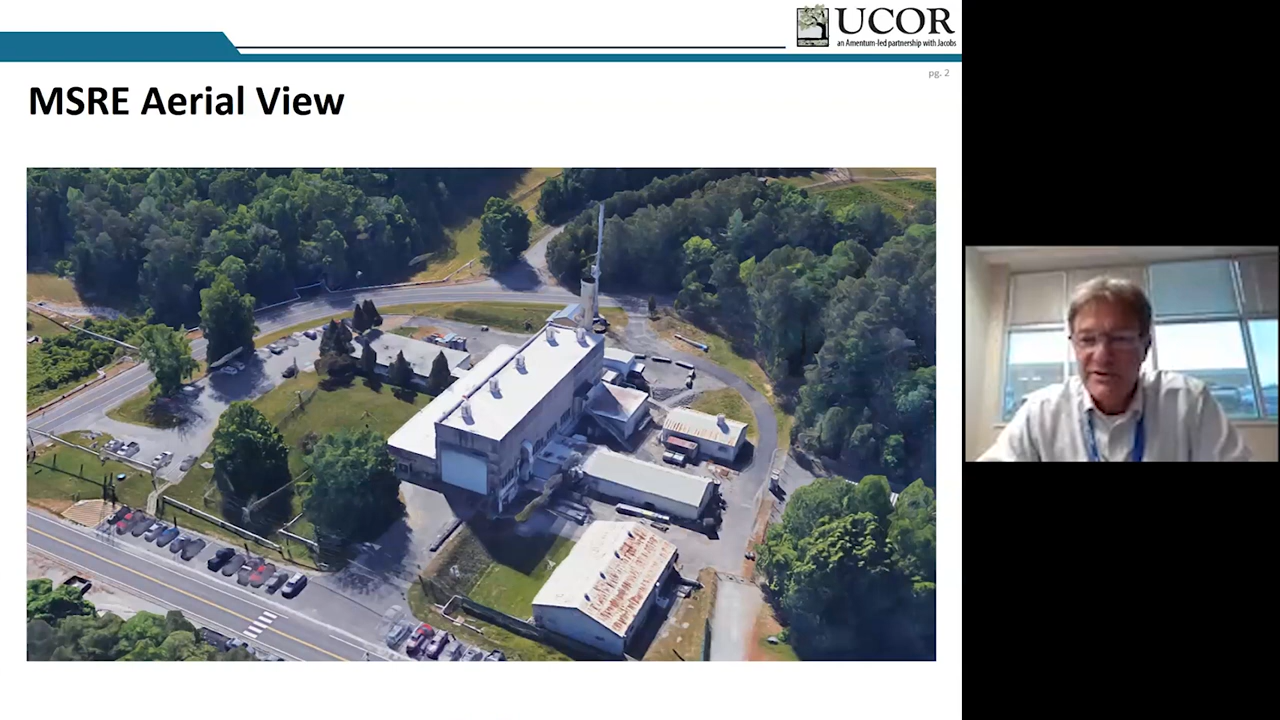 UCOR
an Amentum-led partnership with Jacobs
pg. 2
MSRE Aerial View